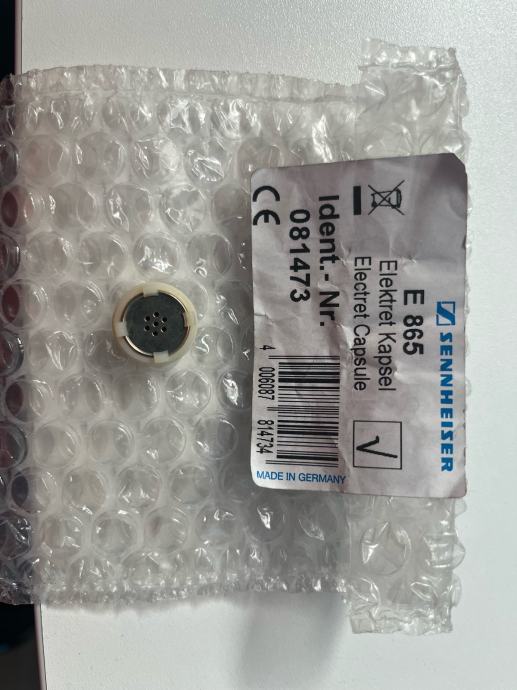 SENNHEISER
E 865
Elektret Kapsel
Electret Capsule
Ident.- Nr.
081473
CE
4 006087 814734
MADE IN GERMANY